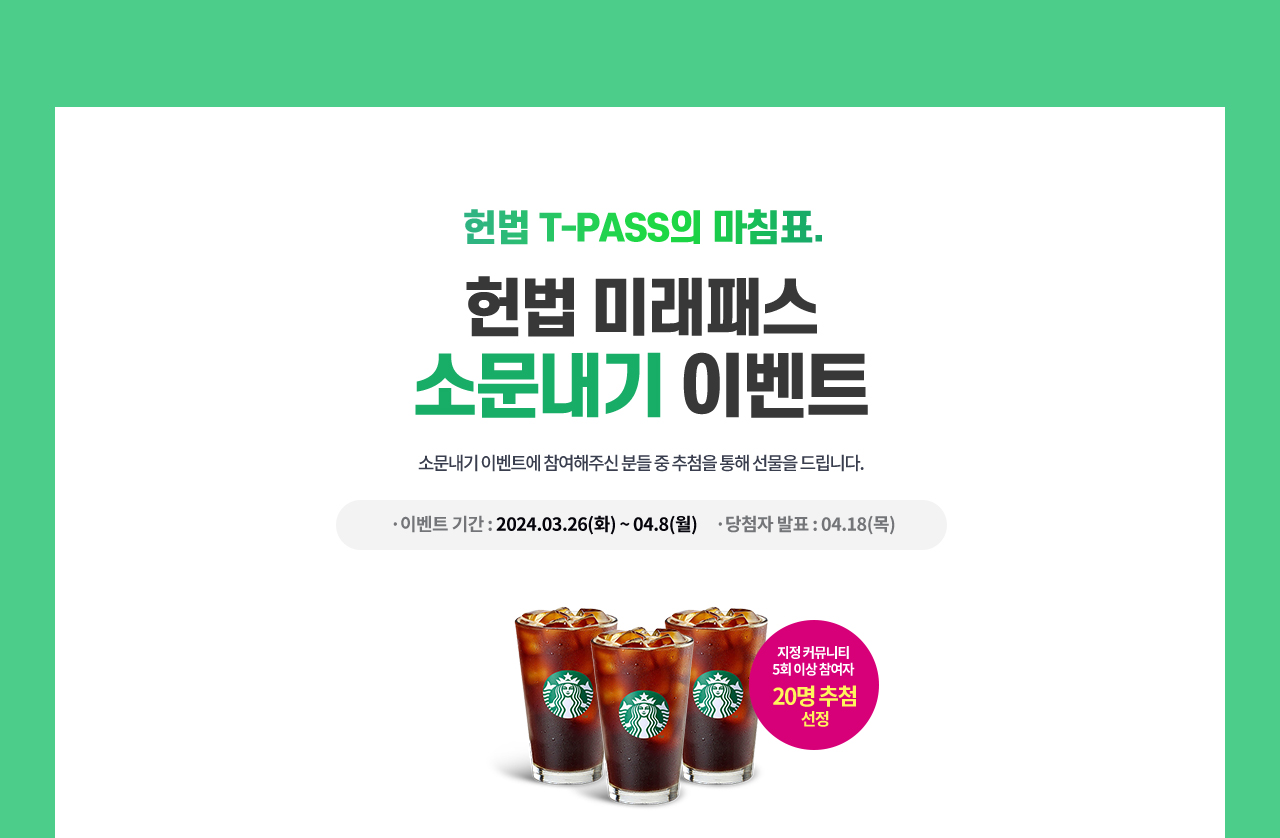 헌법 T-PASS의 마침표.
헌법 미래패스
소문내기 이벤트
소문내기 이벤트에 참여해주신 분들 중 추첨을 통해 선물을 드립니다.
· 이벤트 기간 : 2024.03.26(화) ~ 04.8(월) · 당첨자 발표 : 04.18(목)
지정 커뮤니티
5회 이상 참여자
20명 추첨
선정